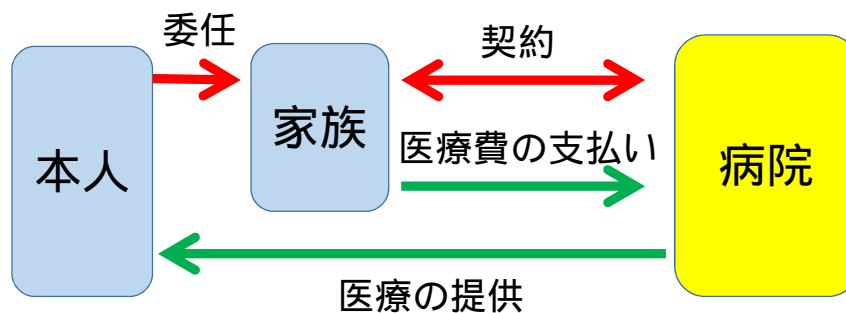 委任
契約
本人
家族
医療費の支払い
病院
医療の提供